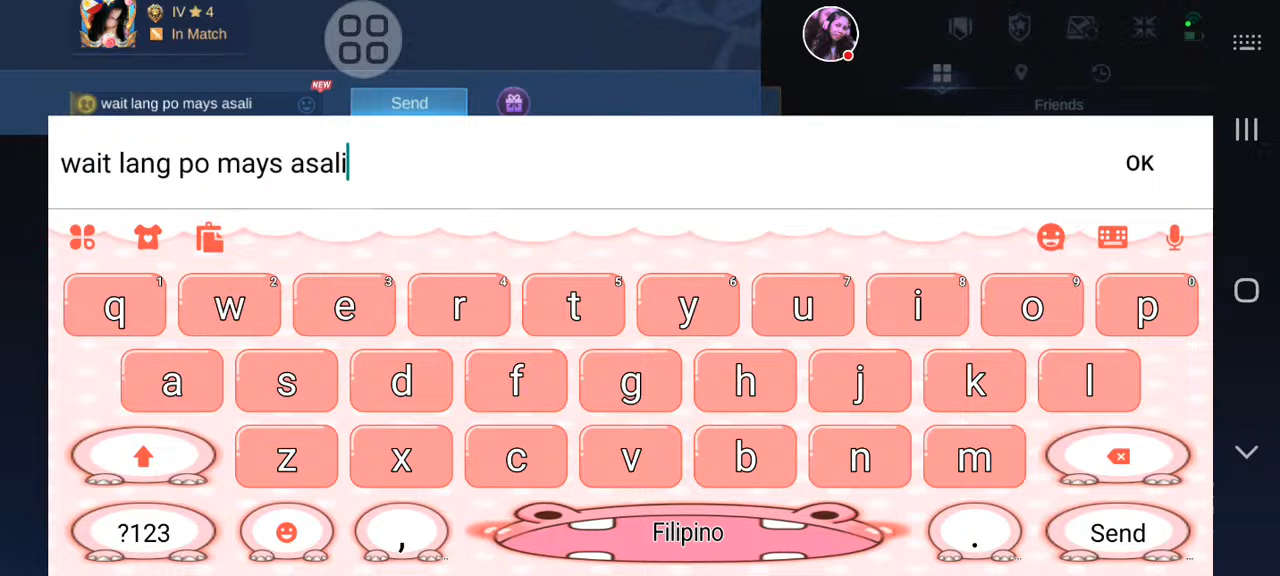 IV ★ 4
In Match
NEW
wait lang po mays asali
Send
Friends
wait lang po mays asali
OK
q 1 w 2 e 3 r 4 t 5 y 6 u 7 i 8 o 9 p 0
a s d f g h j k l
z x c v b n m
?123 , Filipino . Send